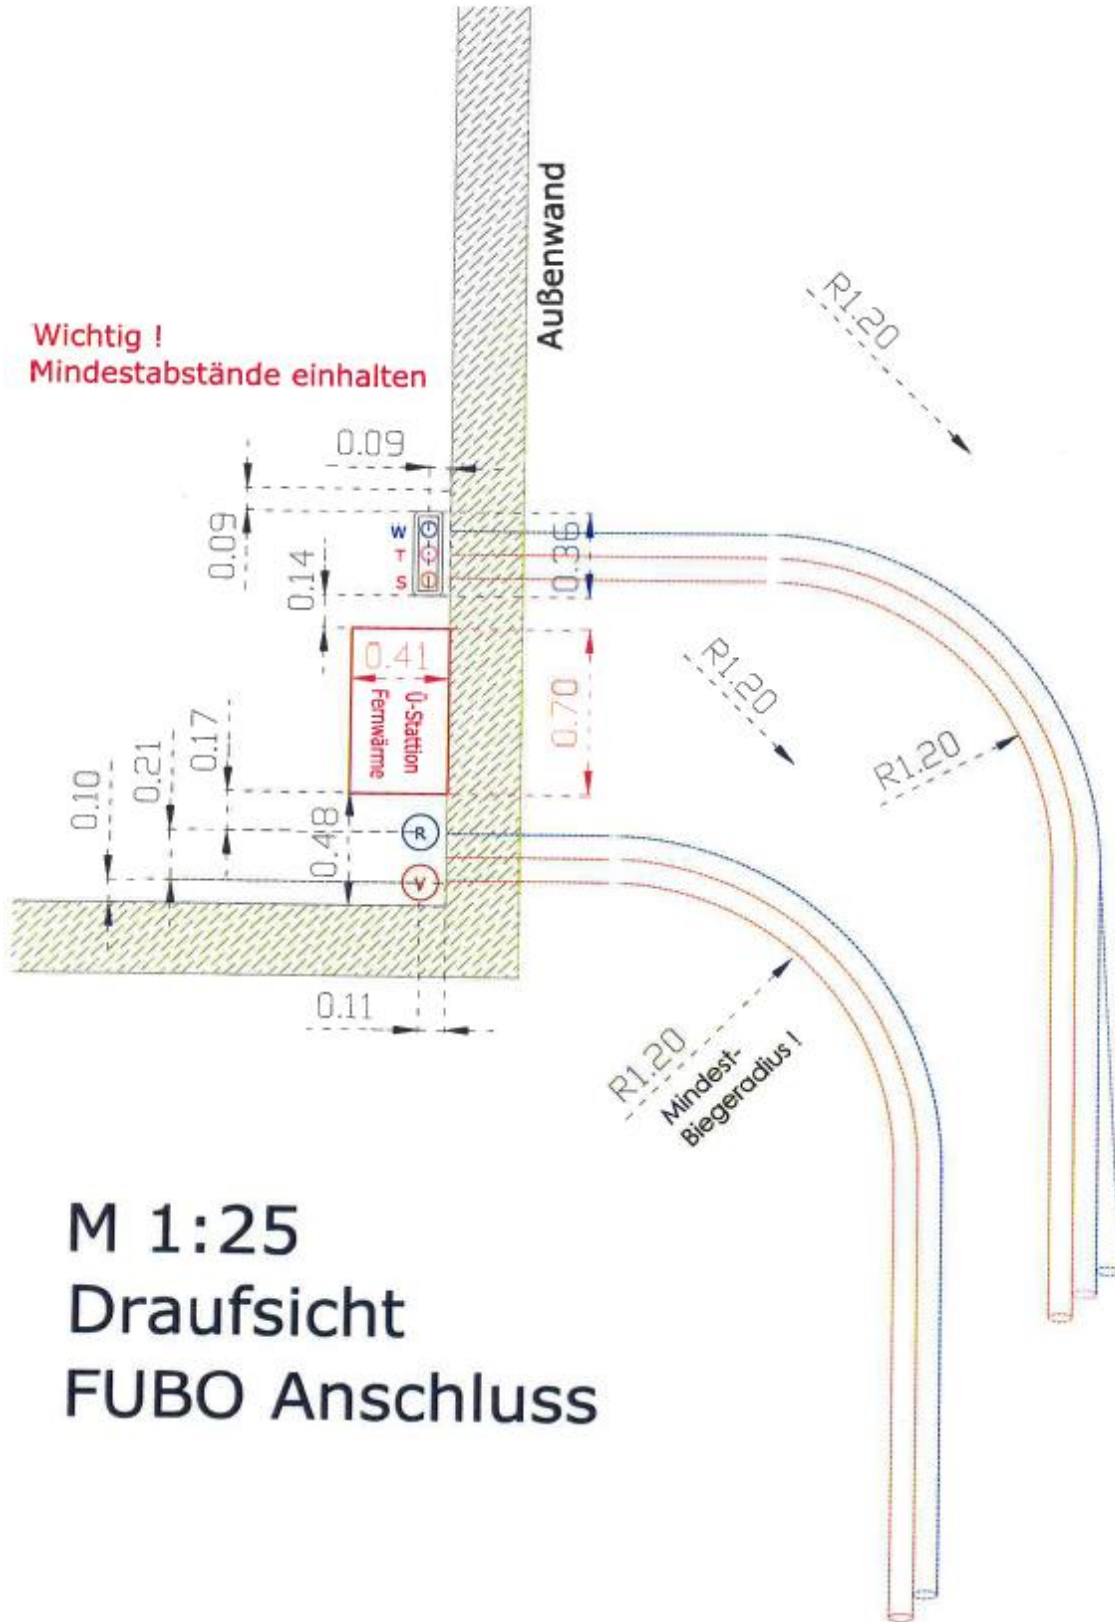 Außenwand
R1.20
Wichtig !
Mindestabstände einhalten
0.09
0.09
W
T
S
0.36
0.14
R1.20
0.41
Ü-Stattion
Fernwärme
0.70
R1.20
0.17
0.21
0.10
0.48
R
V
0.11
R1.20
Mindest-
Biegeradius !
M 1:25
Draufsicht
FUBO Anschluss